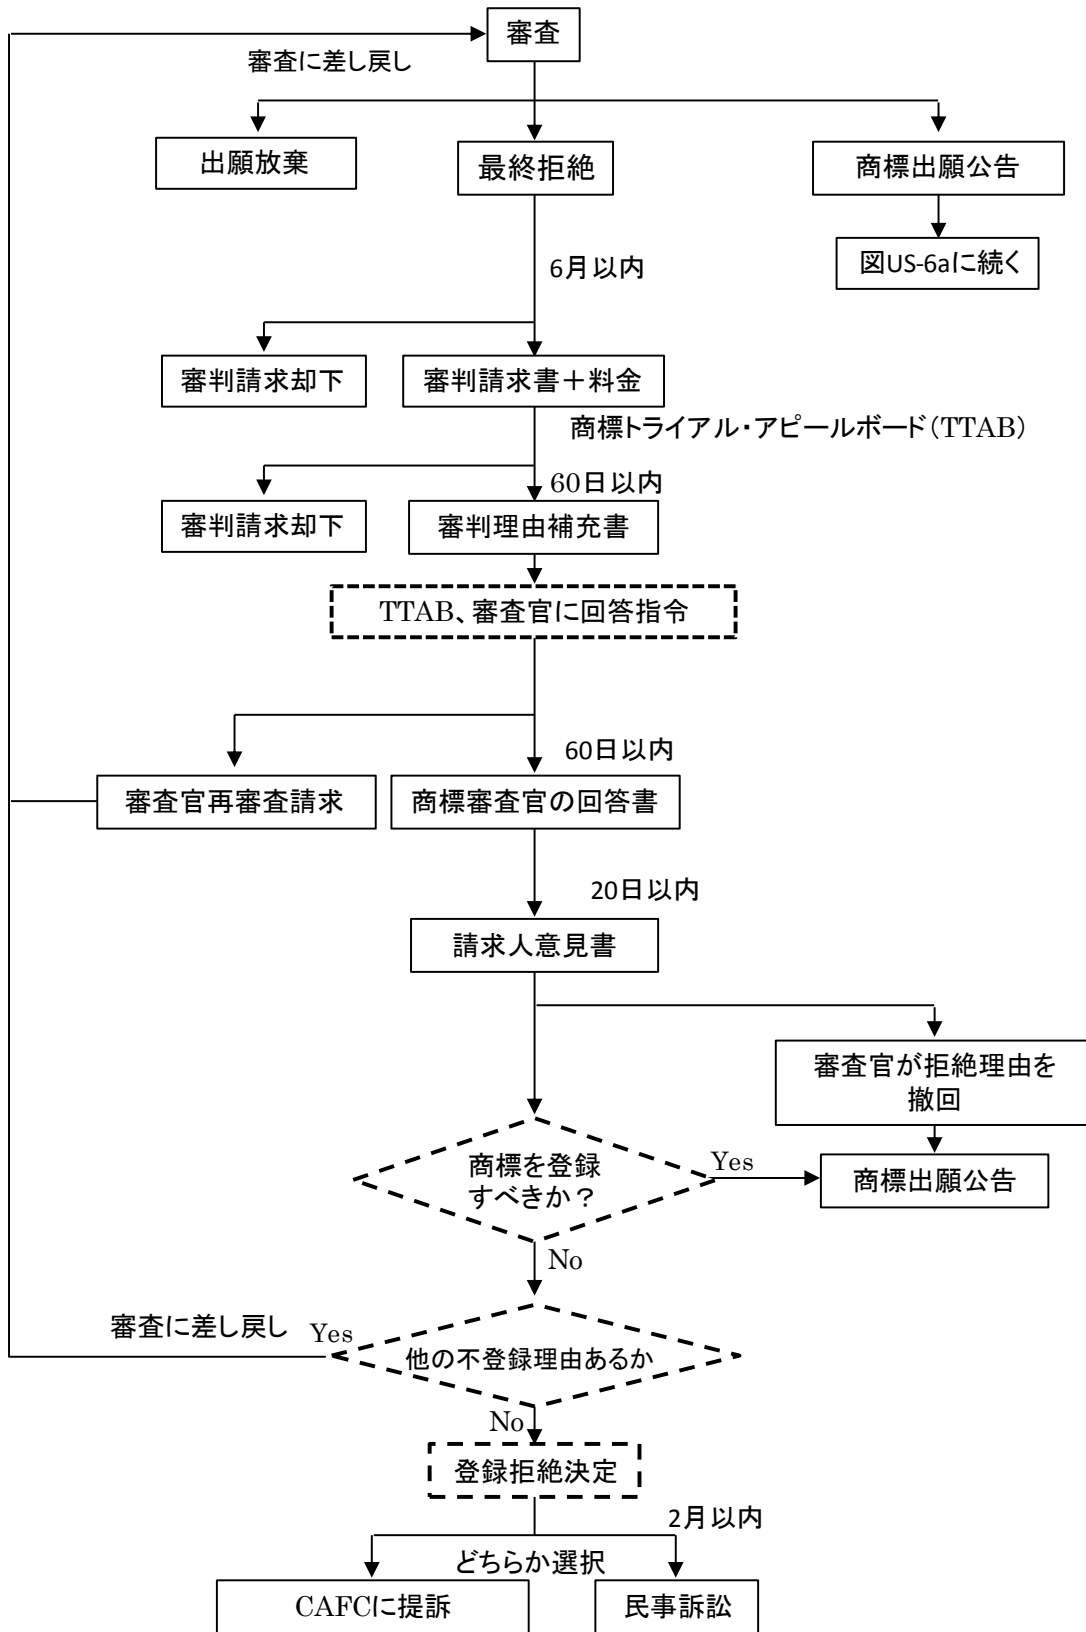 審査
審査に差し戻し
出願放棄
最終拒絶
商標出願公告
図US-6aに続く
6月以内
審判請求却下
審判請求書＋料金
商標トライアル・アピールボード（TTAB）
60日以内
審判請求却下
審判理由補充書
TTAB、審査官に回答指令
60日以内
審査官再審査請求
商標審査官の回答書
20日以内
請求人意見書
審査官が拒絶理由を
撤回
商標を登録
すべきか？
Yes
商標出願公告
No
審査に差し戻し
Yes
他の不登録理由あるか
No
登録拒絶決定
2月以内
どちらか選択
CAFCに提訴
民事訴訟